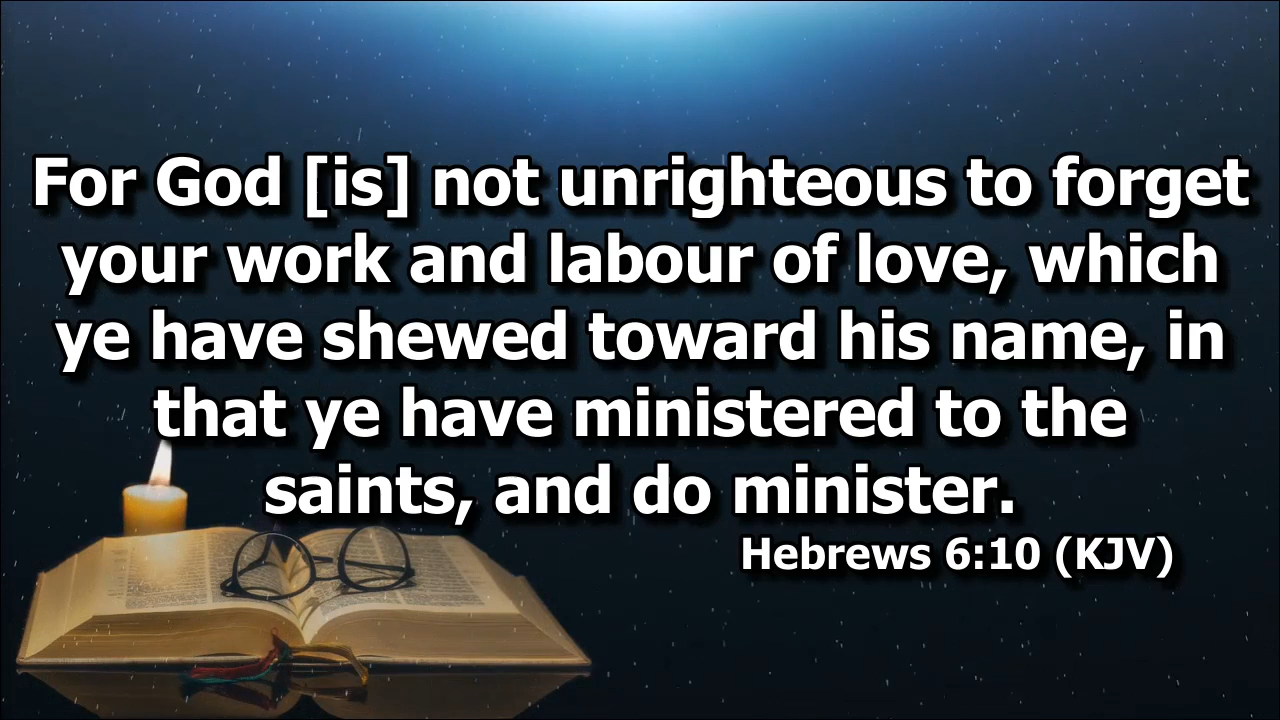 For God [is] not unrighteous to forget
your work and labour of love, which
ye have shewed toward his name, in
that ye have ministered to the
saints, and do minister.
Hebrews 6:10 (KJV)